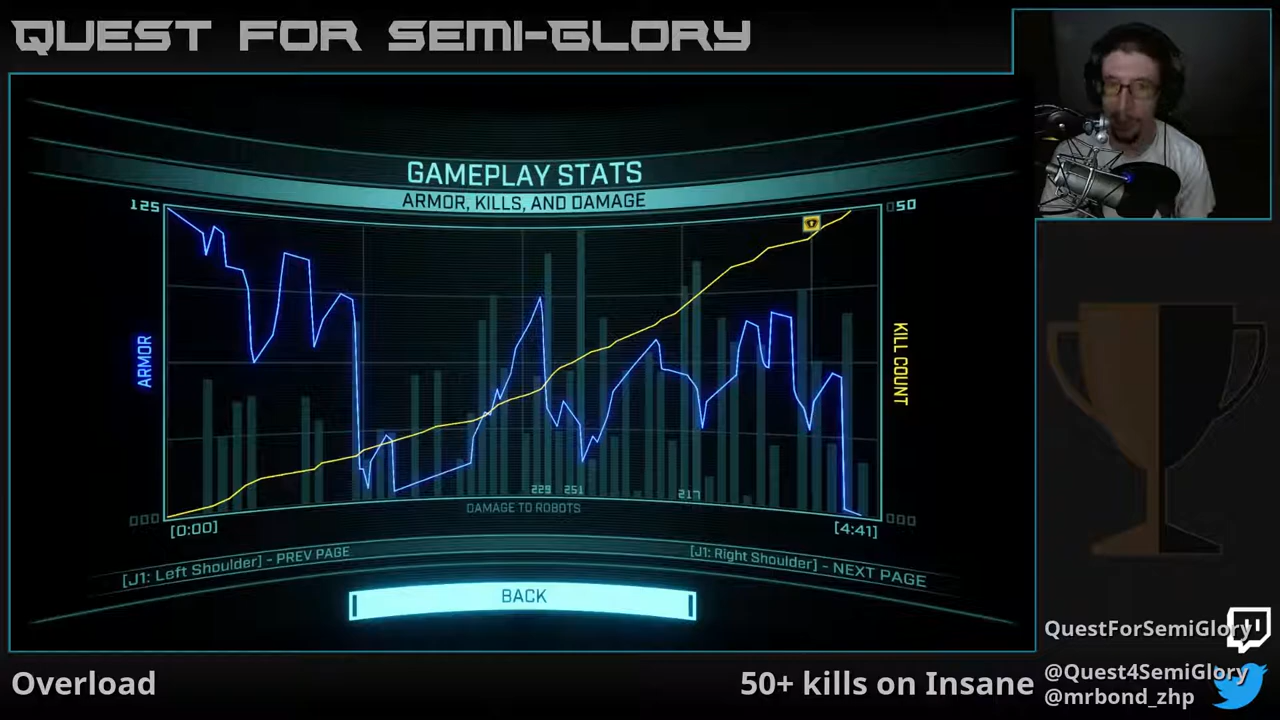 QUEST FOR SEMI-GLORY
GAMEPLAY STATS
ARMOR, KILLS, AND DAMAGE
125
050
ARMOR
KILL COUNT
229 251 217
000
000
DAMAGE TO ROBOTS
[0:00]
[4:41]
[J1: Left Shoulder] - PREV PAGE
[J1: Right Shoulder] - NEXT PAGE
BACK
QuestForSemiGlory
@Quest4SemiGlory
@mrbond_zhp
Overload
50+ kills on Insane